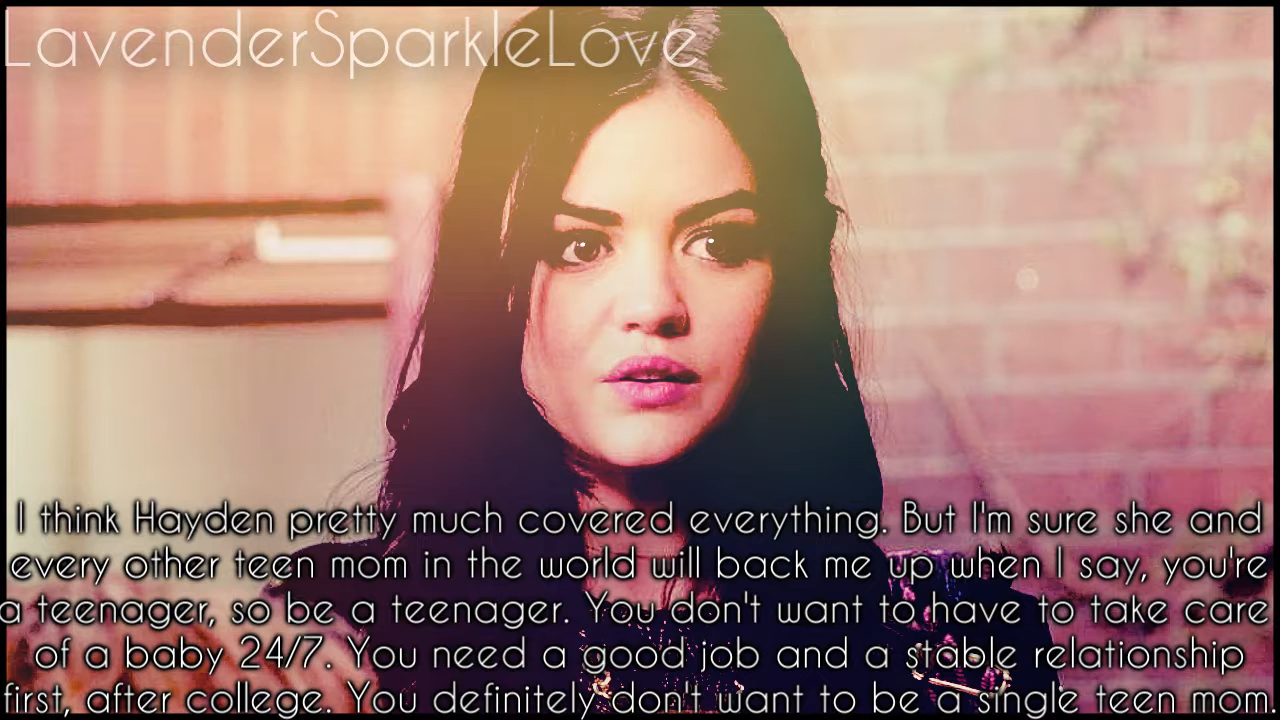 LavenderSparkleLove
I think Hayden pretty much covered everything. But I'm sure she and
every other teen mom in the world will back me up when I say, you're
a teenager, so be a teenager. You don't want to have to take care
of a baby 24/7. You need a good job and a stable relationship
first, after college. You definitely don't want to be a single teen mom.